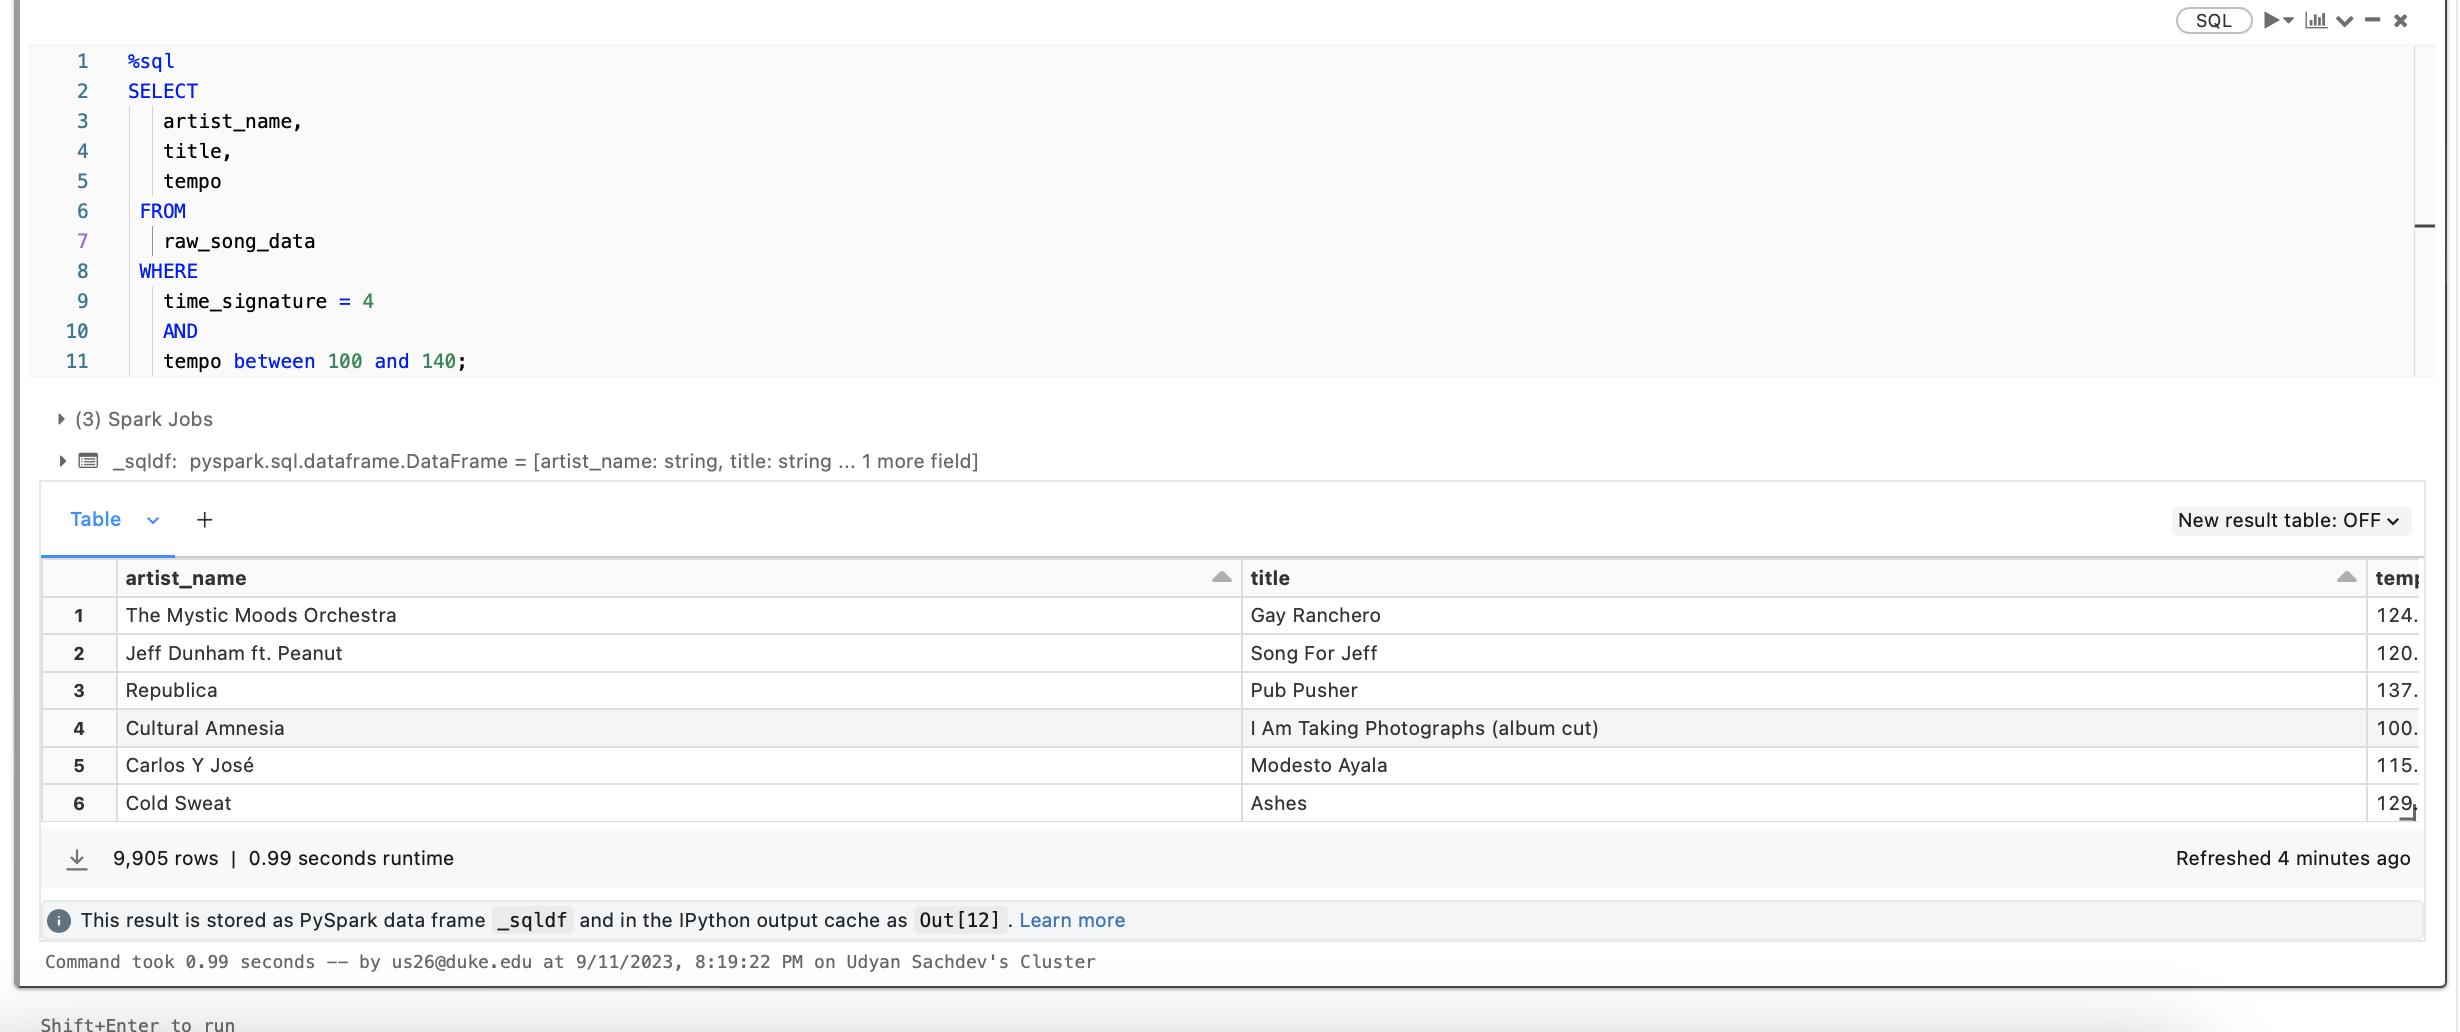 SQL
1 %sql
2 SELECT
3 artist_name,
4 title,
5 tempo
6 FROM
7 raw_song_data
8 WHERE
9 time_signature = 4
10 AND
11 tempo between 100 and 140;
(3) Spark Jobs
_sqldf: pyspark.sql.dataframe.DataFrame = [artist_name: string, title: string ... 1 more field]
Table + New result table: OFF
artist_name title temp
1 The Mystic Moods Orchestra Gay Ranchero 124.
2 Jeff Dunham ft. Peanut Song For Jeff 120.
3 Republica Pub Pusher 137.
4 Cultural Amnesia I Am Taking Photographs (album cut) 100.
5 Carlos Y José Modesto Ayala 115.
6 Cold Sweat Ashes 129.
9,905 rows | 0.99 seconds runtime Refreshed 4 minutes ago
This result is stored as PySpark data frame _sqldf and in the IPython output cache as Out[12] . Learn more
Command took 0.99 seconds -- by us26@duke.edu at 9/11/2023, 8:19:22 PM on Udyan Sachdev's Cluster
Shift+Enter to run